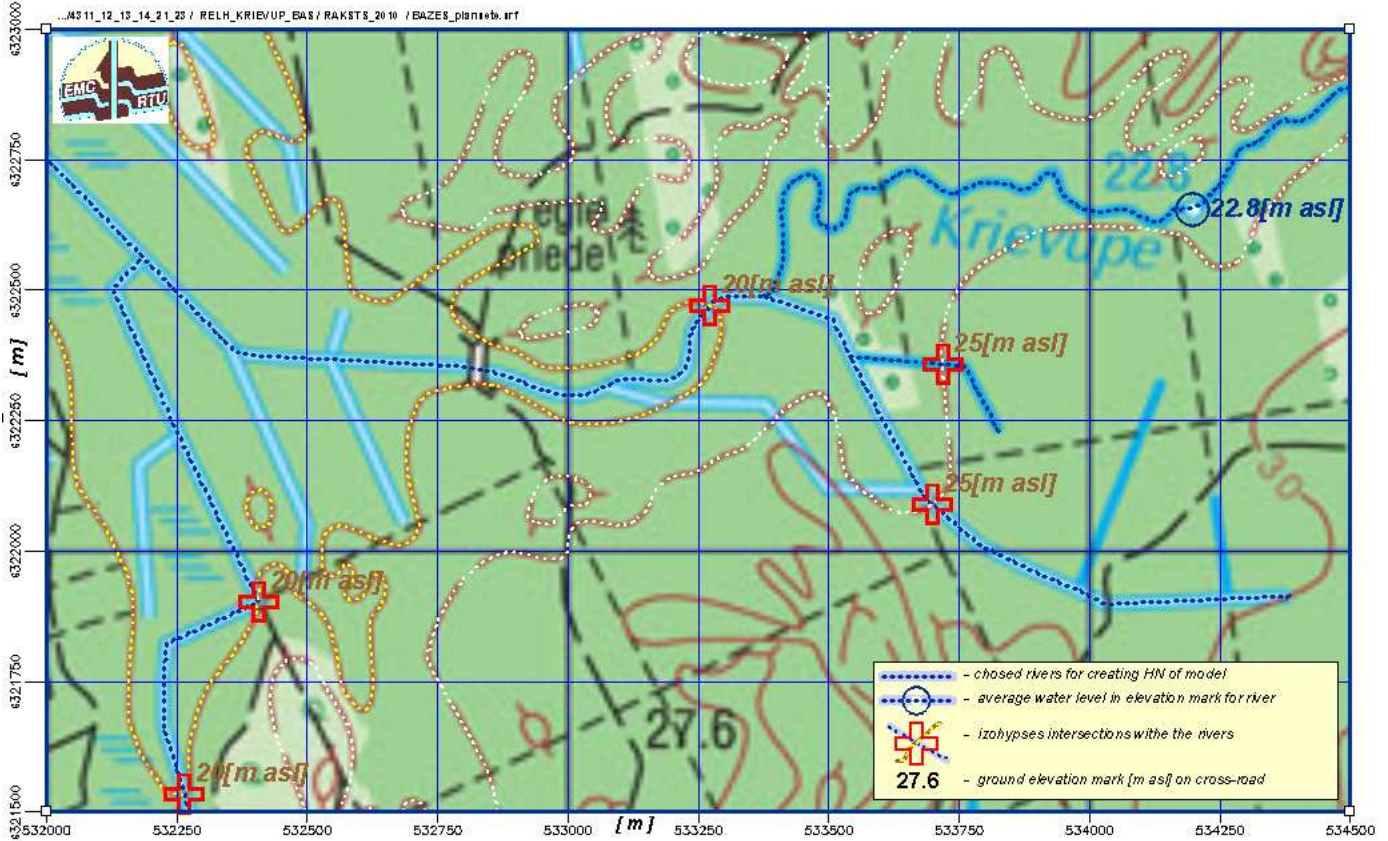 .../4311_12_13_14_21_23 / RELH_KRIEVUP_BAS / RAKSTS_2010 / BAZES_plannete.srf
EMC
RTU
6323000
6322750
6322500
[ m ]
6322250
6322000
6321750
6321500
22.8
22.8[m asl]
Krievupe
priedel
20[m asl]
25[m asl]
25[m asl]
30
20[m asl]
20[m asl]
27.6
- chosed rivers for creating HN of model
- average water level in elevation mark for river
- izohypses intersections withe the rivers
27.6 - ground elevation mark [m asl] on cross-road
532000 532250 532500 532750 533000 [ m ] 533250 533500 533750 534000 534250 534500